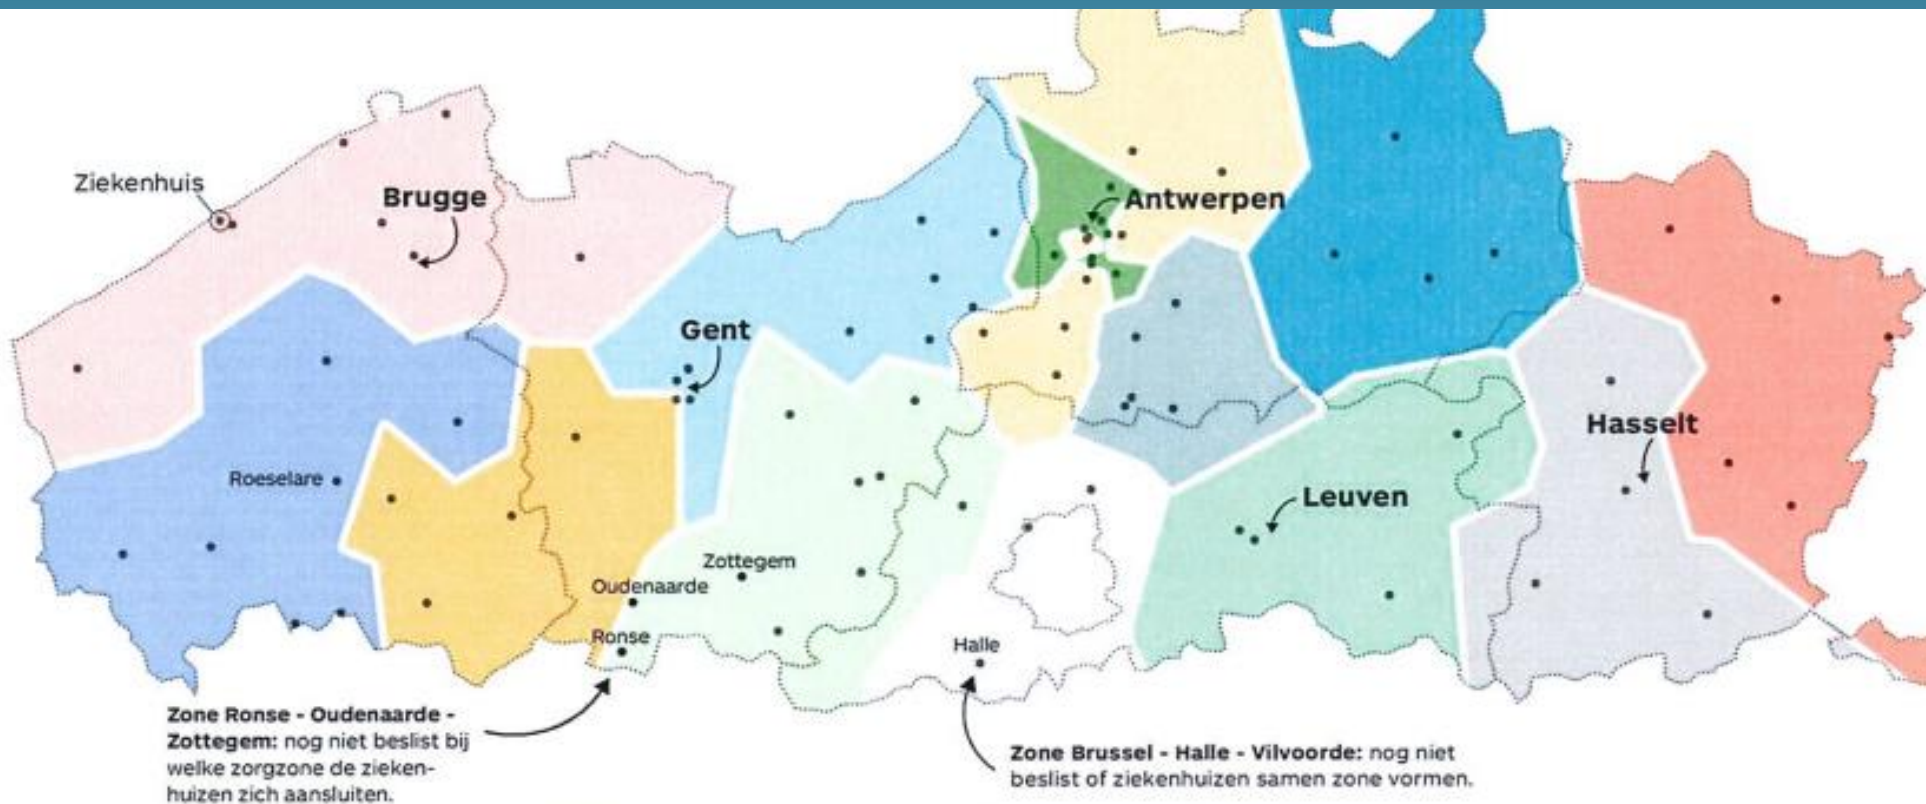 Ziekenhuis
Brugge
Antwerpen
Gent
Hasselt
Roeselare
Leuven
Zottegem
Oudenaarde
Ronse
Halle
Zone Ronse - Oudenaarde -
Zottegem: nog niet beslist bij
welke zorgzone de zieken-
huizen zich aansluiten.
Zone Brussel - Halle - Vilvoorde: nog niet
beslist of ziekenhuizen samen zone vormen.